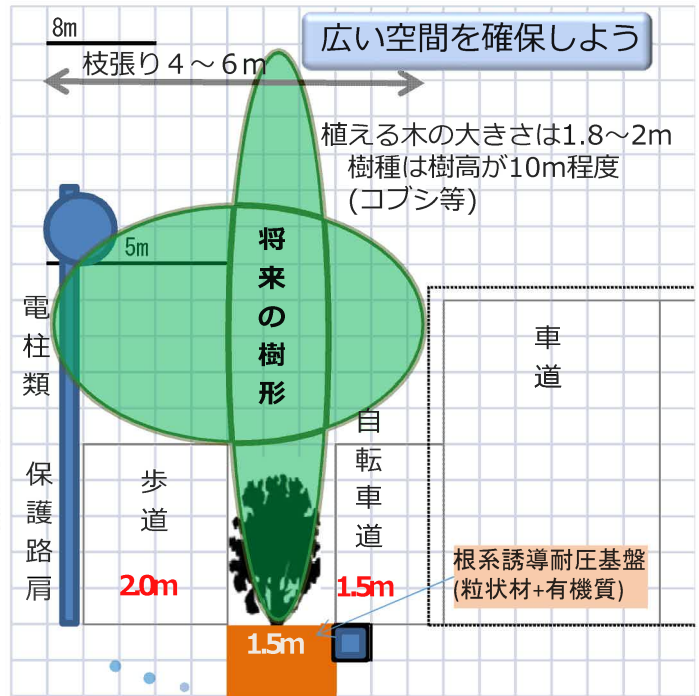 広い空間を確保しよう
8m
枝張り４～６m
植える木の大きさは1.8～2m
樹種は樹高が10m程度
(コブシ等)
5m
将来の樹形
電柱類
車道
自転車道
保護路肩
歩道
2.0m
1.5m
根系誘導耐圧基盤
(粒状材+有機質)
1.5m